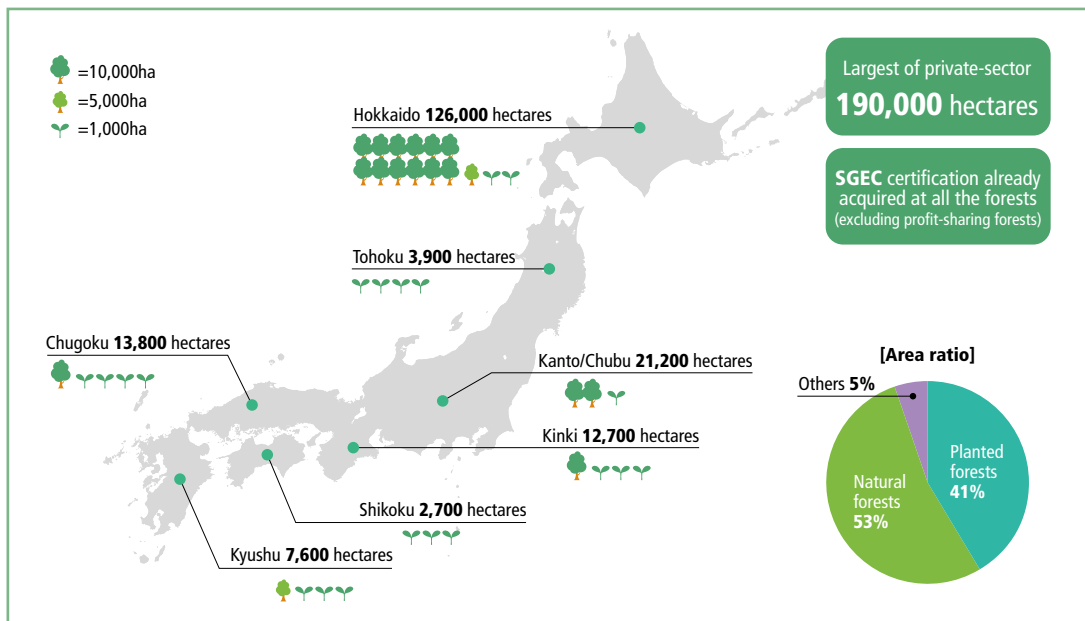 =10,000ha
=5,000ha
=1,000ha
Largest of private-sector
190,000 hectares
SGEC certification already
acquired at all the forests
(excluding profit-sharing forests)
Hokkaido 126,000 hectares
Tohoku 3,900 hectares
Chugoku 13,800 hectares
Kanto/Chubu 21,200 hectares
Kinki 12,700 hectares
Shikoku 2,700 hectares
Kyushu 7,600 hectares
[Area ratio]
Others 5%
Planted
forests
41%
Natural
forests
53%